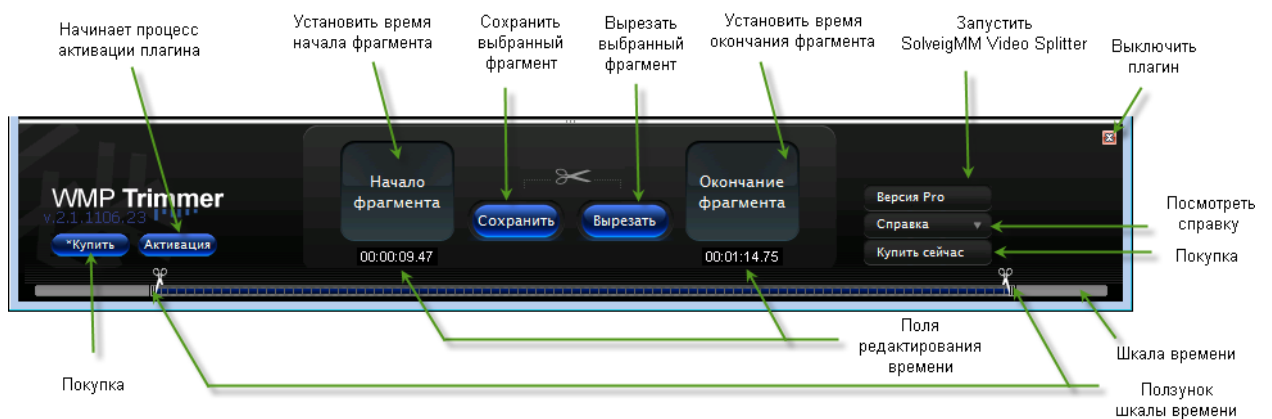 Начинает процесс
активации плагина
Установить время
начала фрагмента
Сохранить
выбранный
фрагмент
Вырезать
выбранный
фрагмент
Установить время
окончания фрагмента
Запустить
SolveigMM Video Splitter
Выключить
плагин
WMP Trimmer
v.2.1.1106.23
*Купить
Активация
Начало
фрагмента
00:00:09.47
Сохранить
Вырезать
Окончание
фрагмента
00:01:14.75
Версия Pro
Справка
Купить сейчас
Посмотреть
справку
Покупка
Поля
редактирования
времени
Шкала времени
Покупка
Ползунок
шкалы времени